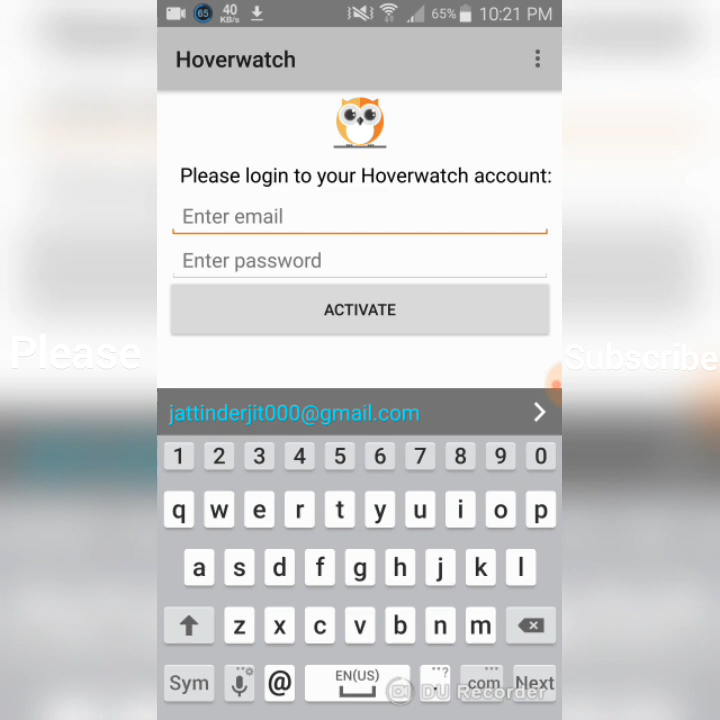 65 40 KB/s 65% 10:21 PM
Hoverwatch
Please login to your Hoverwatch account:
Enter email
Enter password
ACTIVATE
Please Subscribe
jattinderjit000@gmail.com
1 2 3 4 5 6 7 8 9 0
q w e r t y u i o p
a s d f g h j k l
z x c v b n m
Sym @ EN(US) . .com Next
DU Recorder